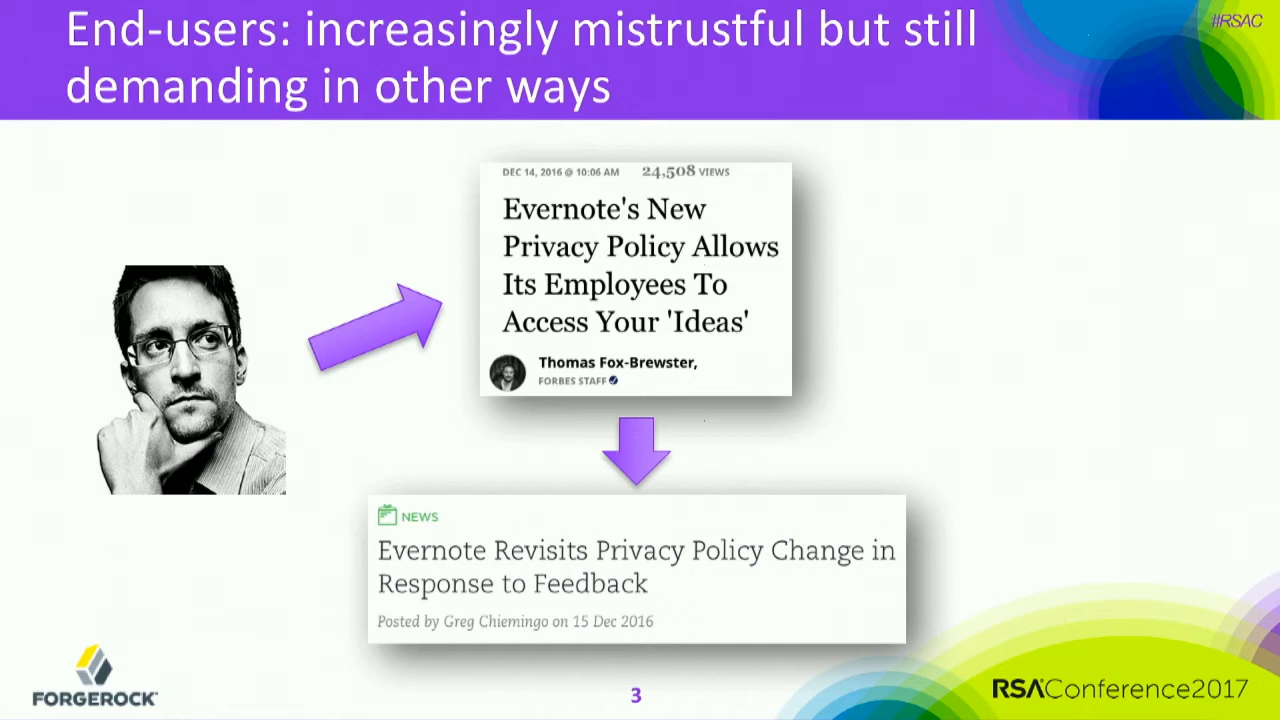 End-users: increasingly mistrustful but still
demanding in other ways
#RSAC
DEC 14, 2016 @ 10:06 AM 24,508 VIEWS
Evernote's New
Privacy Policy Allows
Its Employees To
Access Your 'Ideas'
Thomas Fox-Brewster,
FORBES STAFF
NEWS
Evernote Revisits Privacy Policy Change in
Response to Feedback
Posted by Greg Chiemingo on 15 Dec 2016
FORGEROCK
3
RSAConference2017